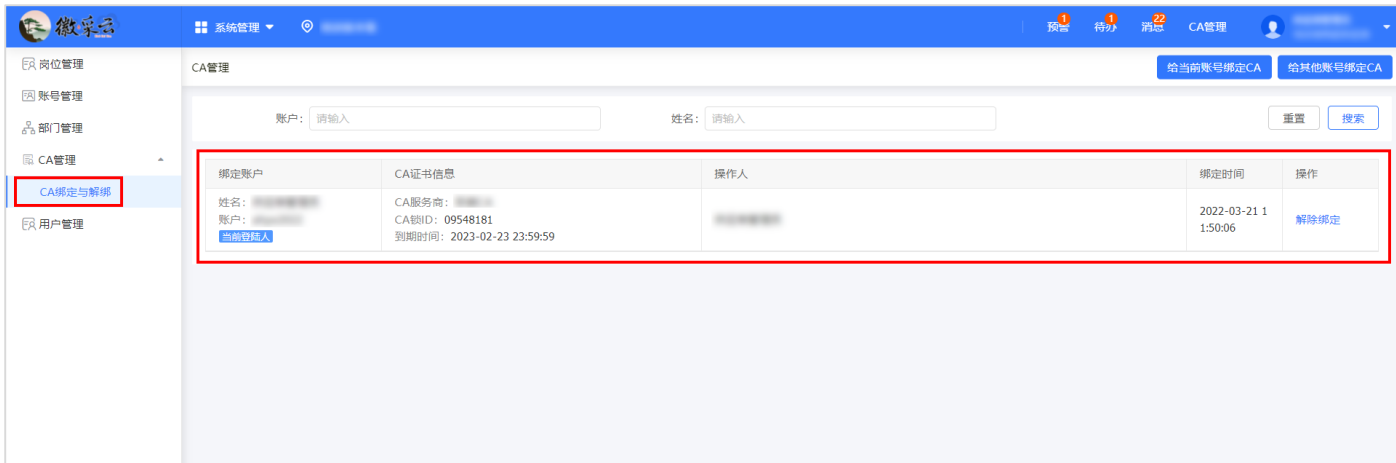 徽采云
系统管理
1
1
22
预警
待办
消息
CA管理
岗位管理
账号管理
部门管理
CA管理
CA绑定与解绑
用户管理
CA管理
给当前账号绑定CA
给其他账号绑定CA
账户： 请输入
姓名： 请输入
重置
搜索
绑定账户 CA证书信息 操作人 绑定时间 操作
姓名：
账户：
当前登陆人
CA服务商：
CA锁ID：09548181
到期时间：2023-02-23 23:59:59
2022-03-21 1
1:50:06
解除绑定